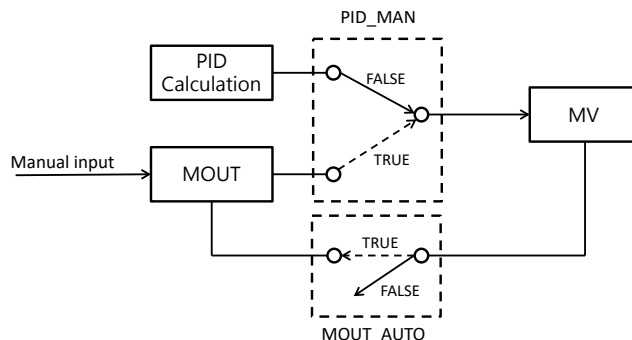 PID_MAN
PID
Calculation
FALSE
MV
Manual input
MOUT
TRUE
TRUE
FALSE
MOUT_AUTO